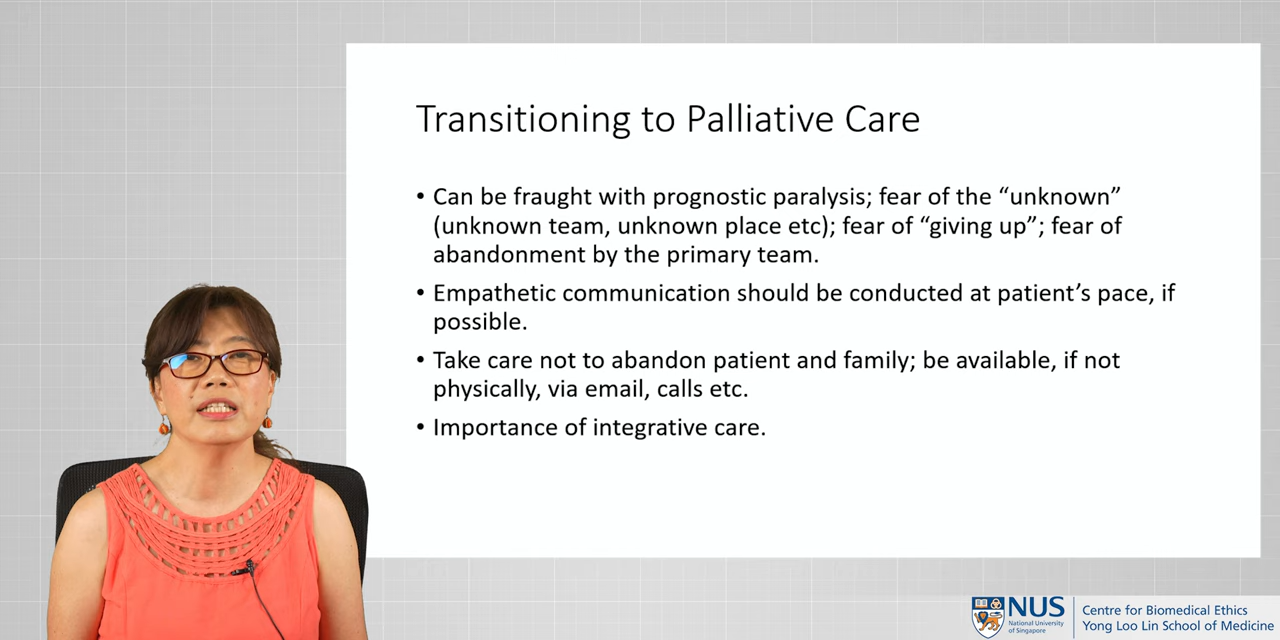 Transitioning to Palliative Care
• Can be fraught with prognostic paralysis; fear of the “unknown”
(unknown team, unknown place etc); fear of “giving up”; fear of
abandonment by the primary team.
• Empathetic communication should be conducted at patient’s pace, if
possible.
• Take care not to abandon patient and family; be available, if not
physically, via email, calls etc.
• Importance of integrative care.
NUS
National University
of Singapore
Centre for Biomedical Ethics
Yong Loo Lin School of Medicine